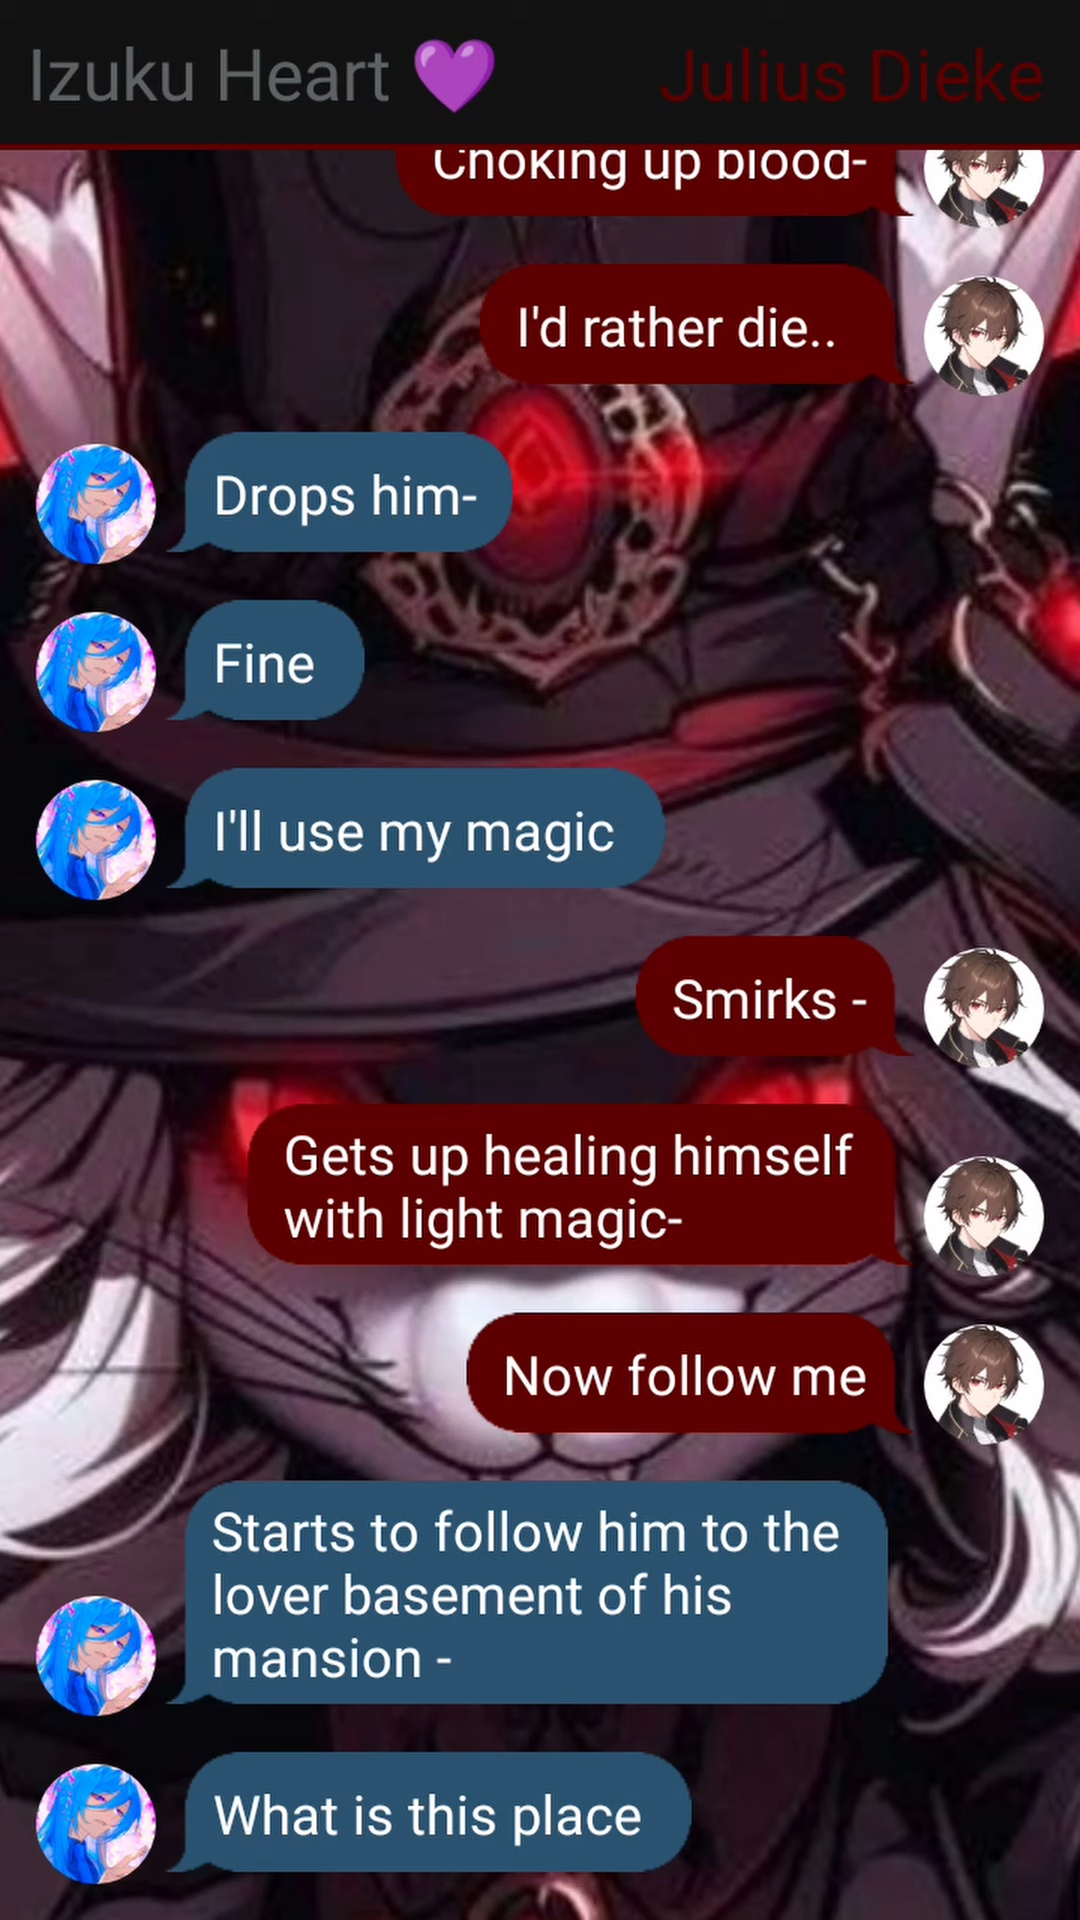 Izuku Heart 💜
Julius Dieke
Choking up blood-
I'd rather die..
Drops him-
Fine
I'll use my magic
Smirks -
Gets up healing himself
with light magic-
Now follow me
Starts to follow him to the
lover basement of his
mansion -
What is this place